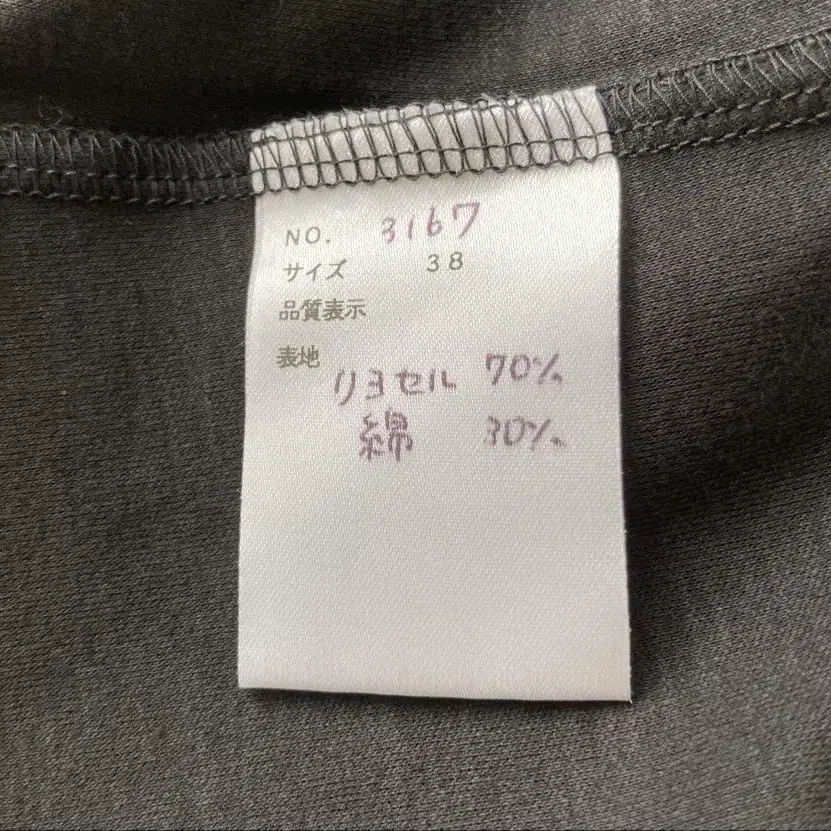 NO. 3167
サイズ 38
品質表示
表地
リヨセル 70%
綿 30%